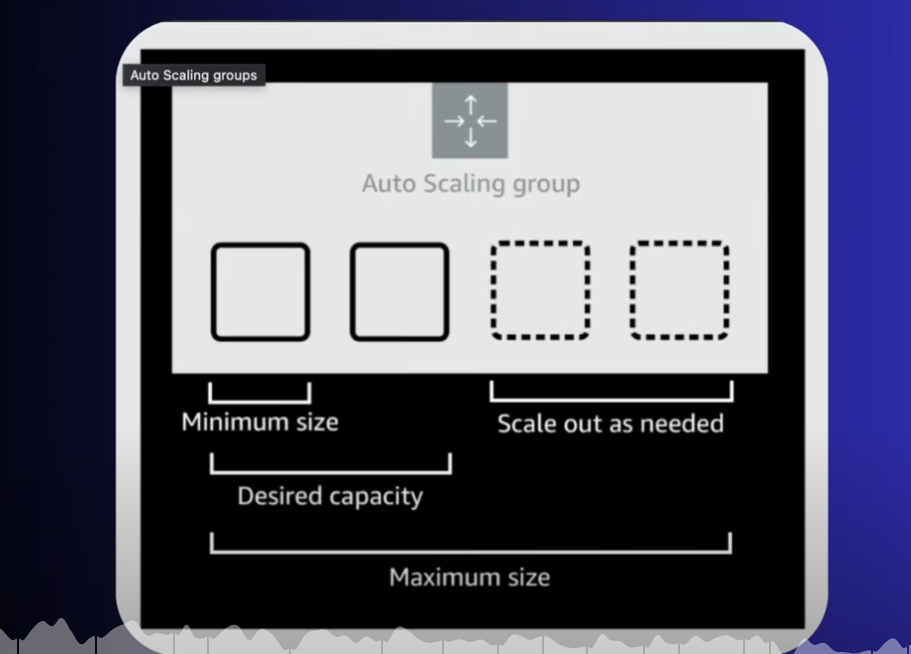 Auto Scaling groups
Auto Scaling group
Minimum size
Scale out as needed
Desired capacity
Maximum size